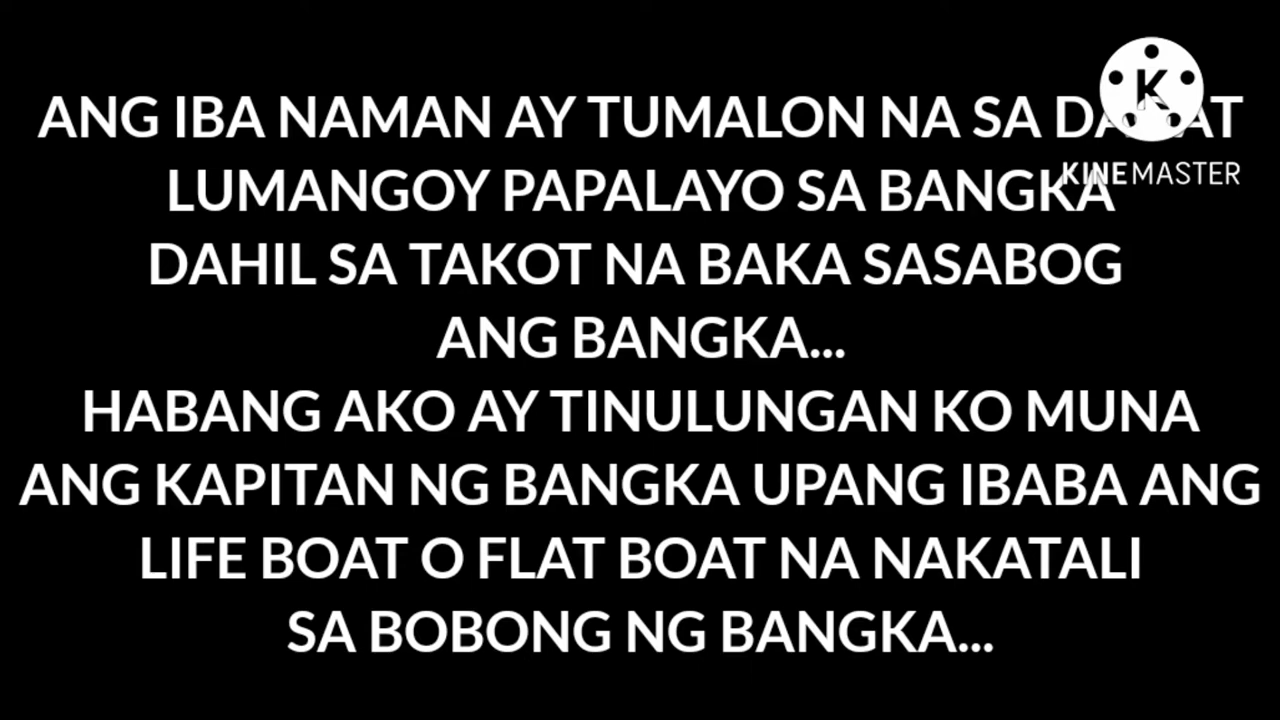 ANG IBA NAMAN AY TUMALON NA SA
LUMANGOY PAPALAYO SA BANGKA
DAHIL SA TAKOT NA BAKA SASABOG
ANG BANGKA...
HABANG AKO AY TINULUNGAN KO MUNA
ANG KAPITAN NG BANGKA UPANG IBABA ANG
LIFE BOAT O FLAT BOAT NA NAKATALI
SA BOBONG NG BANGKA...
K
KINEMASTER